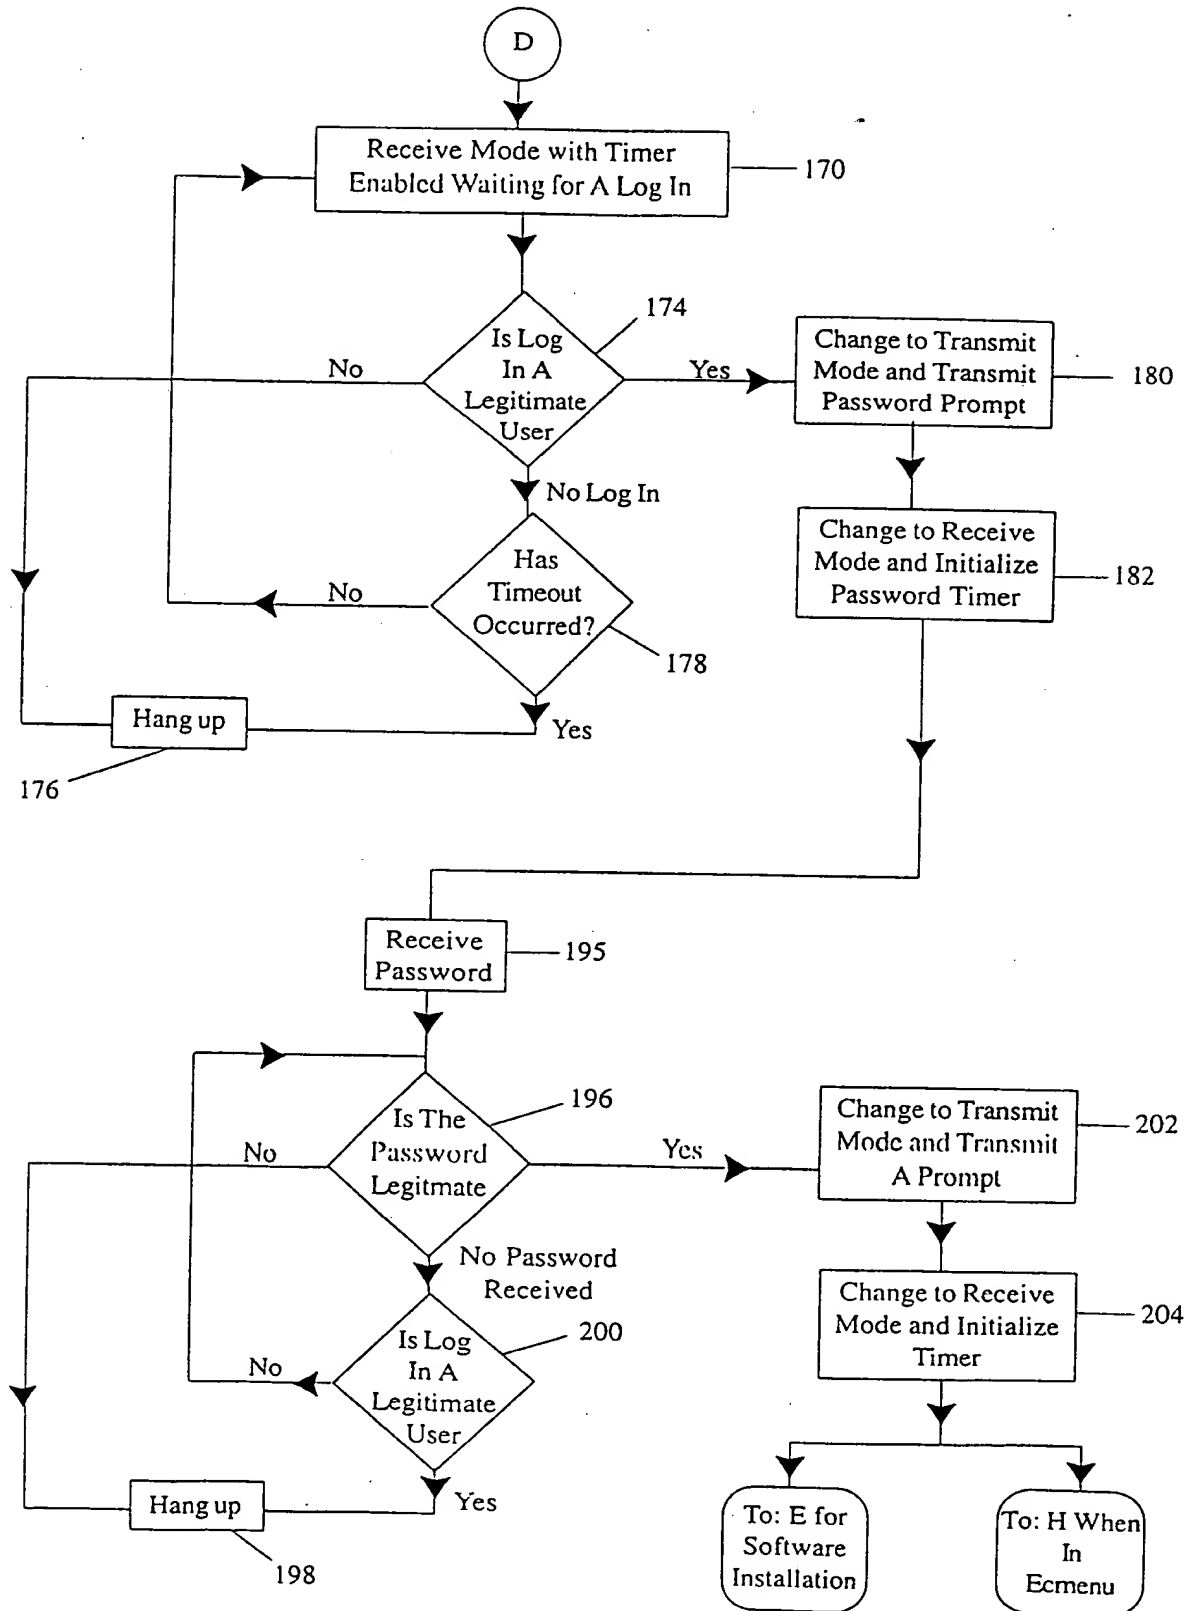 D
Receive Mode with Timer
Enabled Waiting for A Log In
170
174
Is Log
In A
Legitimate
User
No
Yes
Change to Transmit
Mode and Transmit
Password Prompt
180
No Log In
Change to Receive
Mode and Initialize
Password Timer
182
Has
Timeout
Occurred?
No
178
Hang up
Yes
176
Receive
Password
195
196
Is The
Password
Legitmate
No
Yes
Change to Transmit
Mode and Transmit
A Prompt
202
No Password
Received
200
Change to Receive
Mode and Initialize
Timer
204
Is Log
In A
Legitimate
User
No
Hang up
Yes
198
To: E for
Software
Installation
To: H When
In
Ecmenu